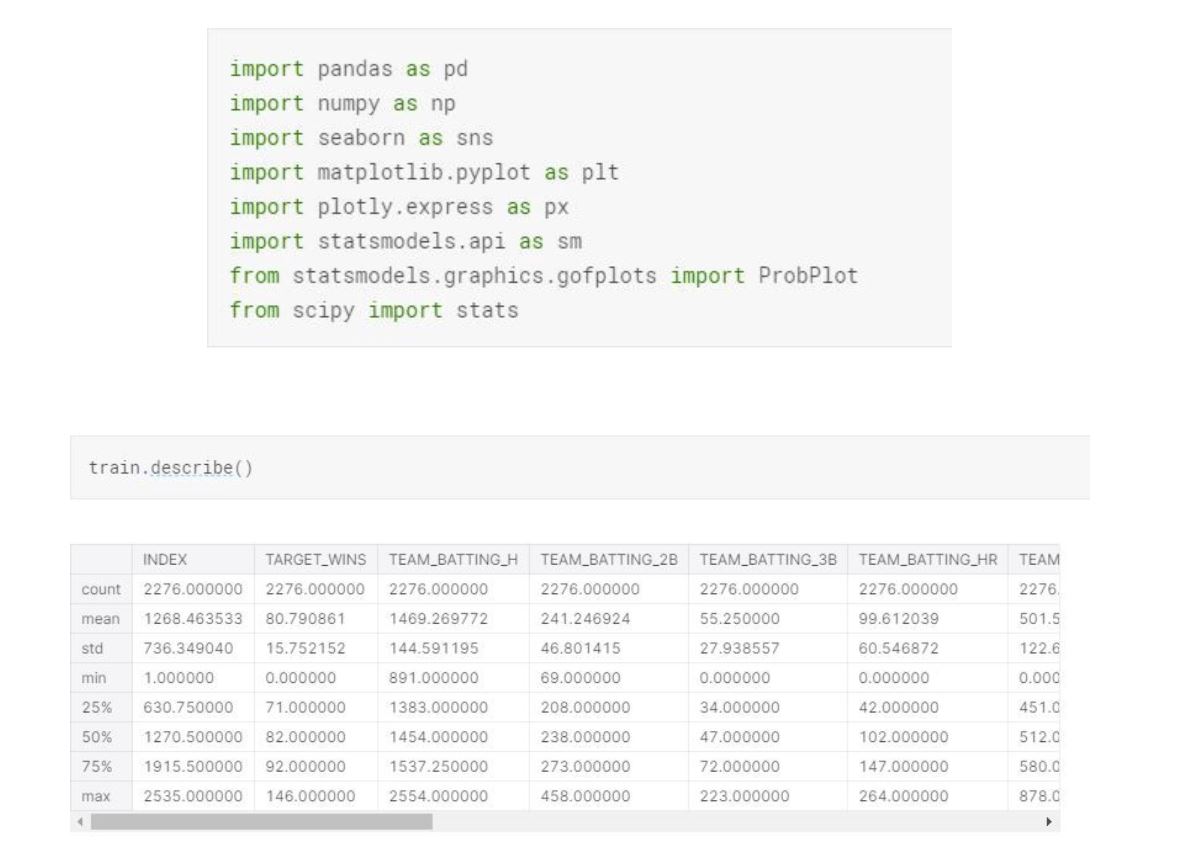 import pandas as pd
import numpy as np
import seaborn as sns
import matplotlib.pyplot as plt
import plotly.express as px
import statsmodels.api as sm
from statsmodels.graphics.gofplots import ProbPlot
from scipy import stats
train.describe()
INDEX TARGET_WINS TEAM_BATTING_H TEAM_BATTING_2B TEAM_BATTING_3B TEAM_BATTING_HR TEAM
count 2276.000000 2276.000000 2276.000000 2276.000000 2276.000000 2276.000000 2276.
mean 1268.463533 80.790861 1469.269772 241.246924 55.250000 99.612039 501.5
std 736.349040 15.752152 144.591195 46.801415 27.938557 60.546872 122.6
min 1.000000 0.000000 891.000000 69.000000 0.000000 0.000000 0.000
25% 630.750000 71.000000 1383.000000 208.000000 34.000000 42.000000 451.0
50% 1270.500000 82.000000 1454.000000 238.000000 47.000000 102.000000 512.0
75% 1915.500000 92.000000 1537.250000 273.000000 72.000000 147.000000 580.0
max 2535.000000 146.000000 2554.000000 458.000000 223.000000 264.000000 878.0